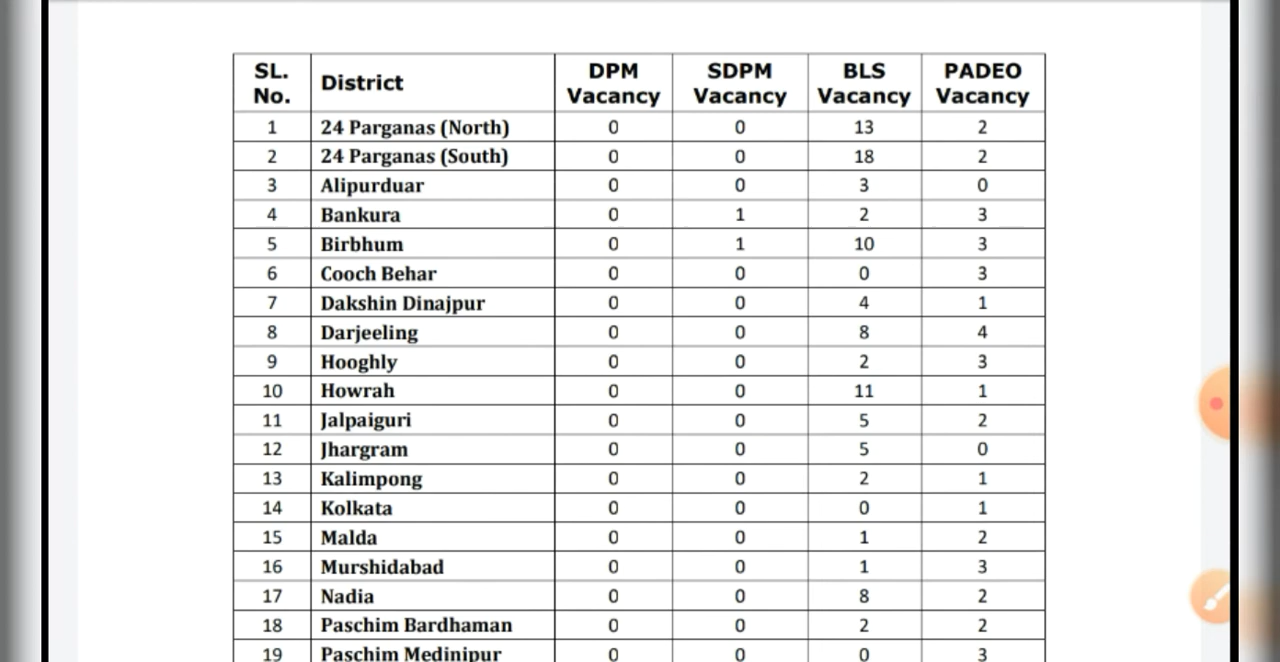 SL. No. District DPM Vacancy SDPM Vacancy BLS Vacancy PADEO Vacancy
1 24 Parganas (North) 0 0 13 2
2 24 Parganas (South) 0 0 18 2
3 Alipurduar 0 0 3 0
4 Bankura 0 1 2 3
5 Birbhum 0 1 10 3
6 Cooch Behar 0 0 0 3
7 Dakshin Dinajpur 0 0 4 1
8 Darjeeling 0 0 8 4
9 Hooghly 0 0 2 3
10 Howrah 0 0 11 1
11 Jalpaiguri 0 0 5 2
12 Jhargram 0 0 5 0
13 Kalimpong 0 0 2 1
14 Kolkata 0 0 0 1
15 Malda 0 0 1 2
16 Murshidabad 0 0 1 3
17 Nadia 0 0 8 2
18 Paschim Bardhaman 0 0 2 2
19 Paschim Medinipur 0 0 0 3